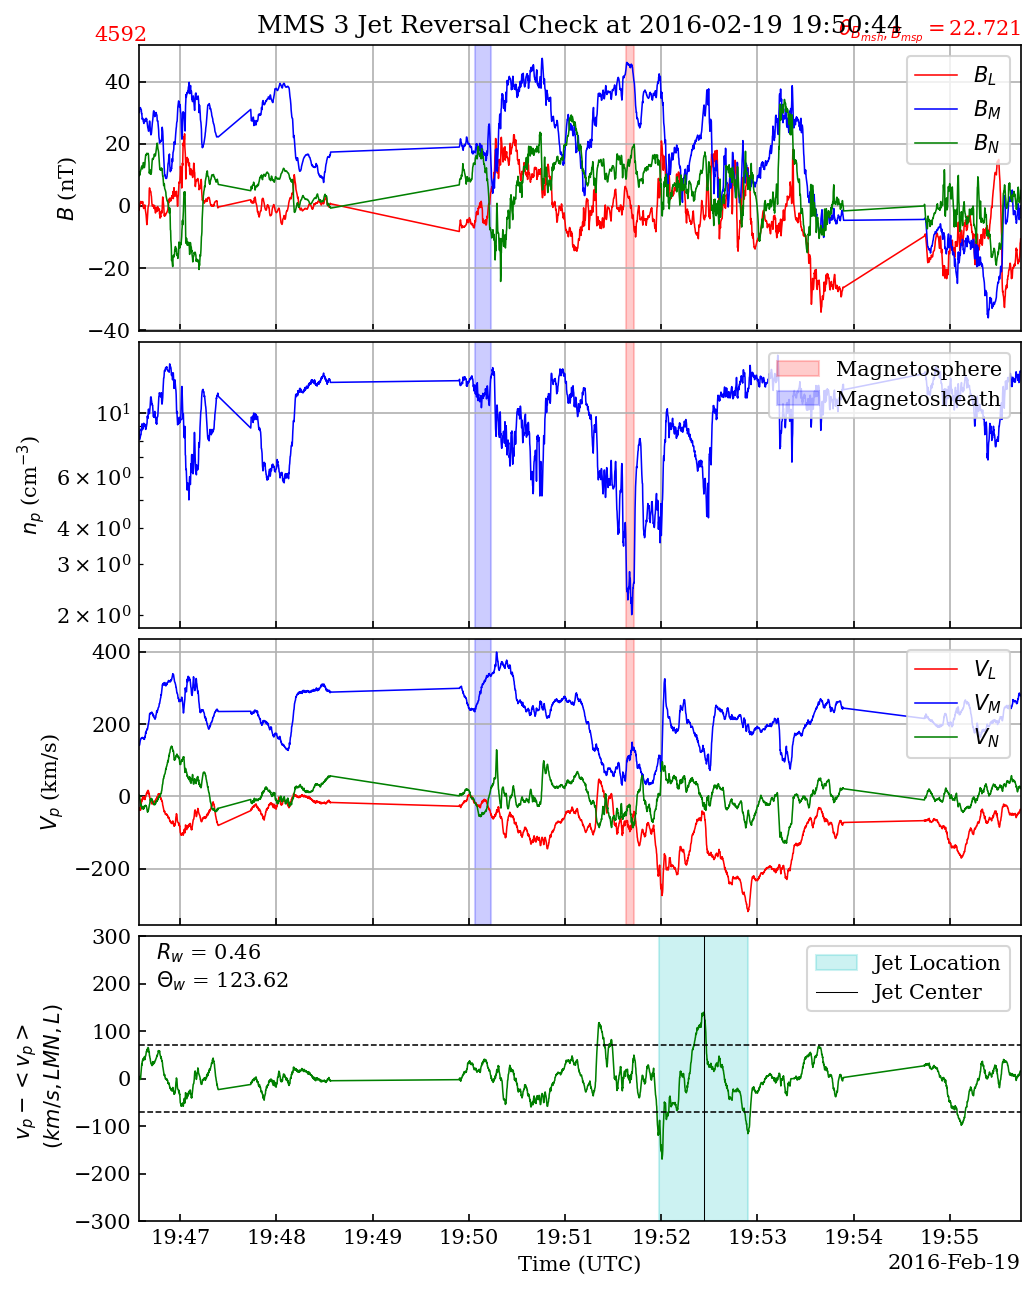 MMS 3 Jet Reversal Check at 2016-02-19 19:50:44
4592
θ_{B_{msh}, B_{msp}} = 22.721
B (nT)
40
20
0
−20
−40
B_L
B_M
B_N
n_p (cm^{−3})
10^1
6 × 10^0
4 × 10^0
3 × 10^0
2 × 10^0
Magnetosphere
Magnetosheath
V_p (km/s)
400
200
0
−200
V_L
V_M
V_N
v_p − <v_p>
(km/s, LMN, L)
300
200
100
0
−100
−200
−300
R_w = 0.46
Θ_w = 123.62
Jet Location
Jet Center
19:47 19:48 19:49 19:50 19:51 19:52 19:53 19:54 19:55
Time (UTC)
2016-Feb-19